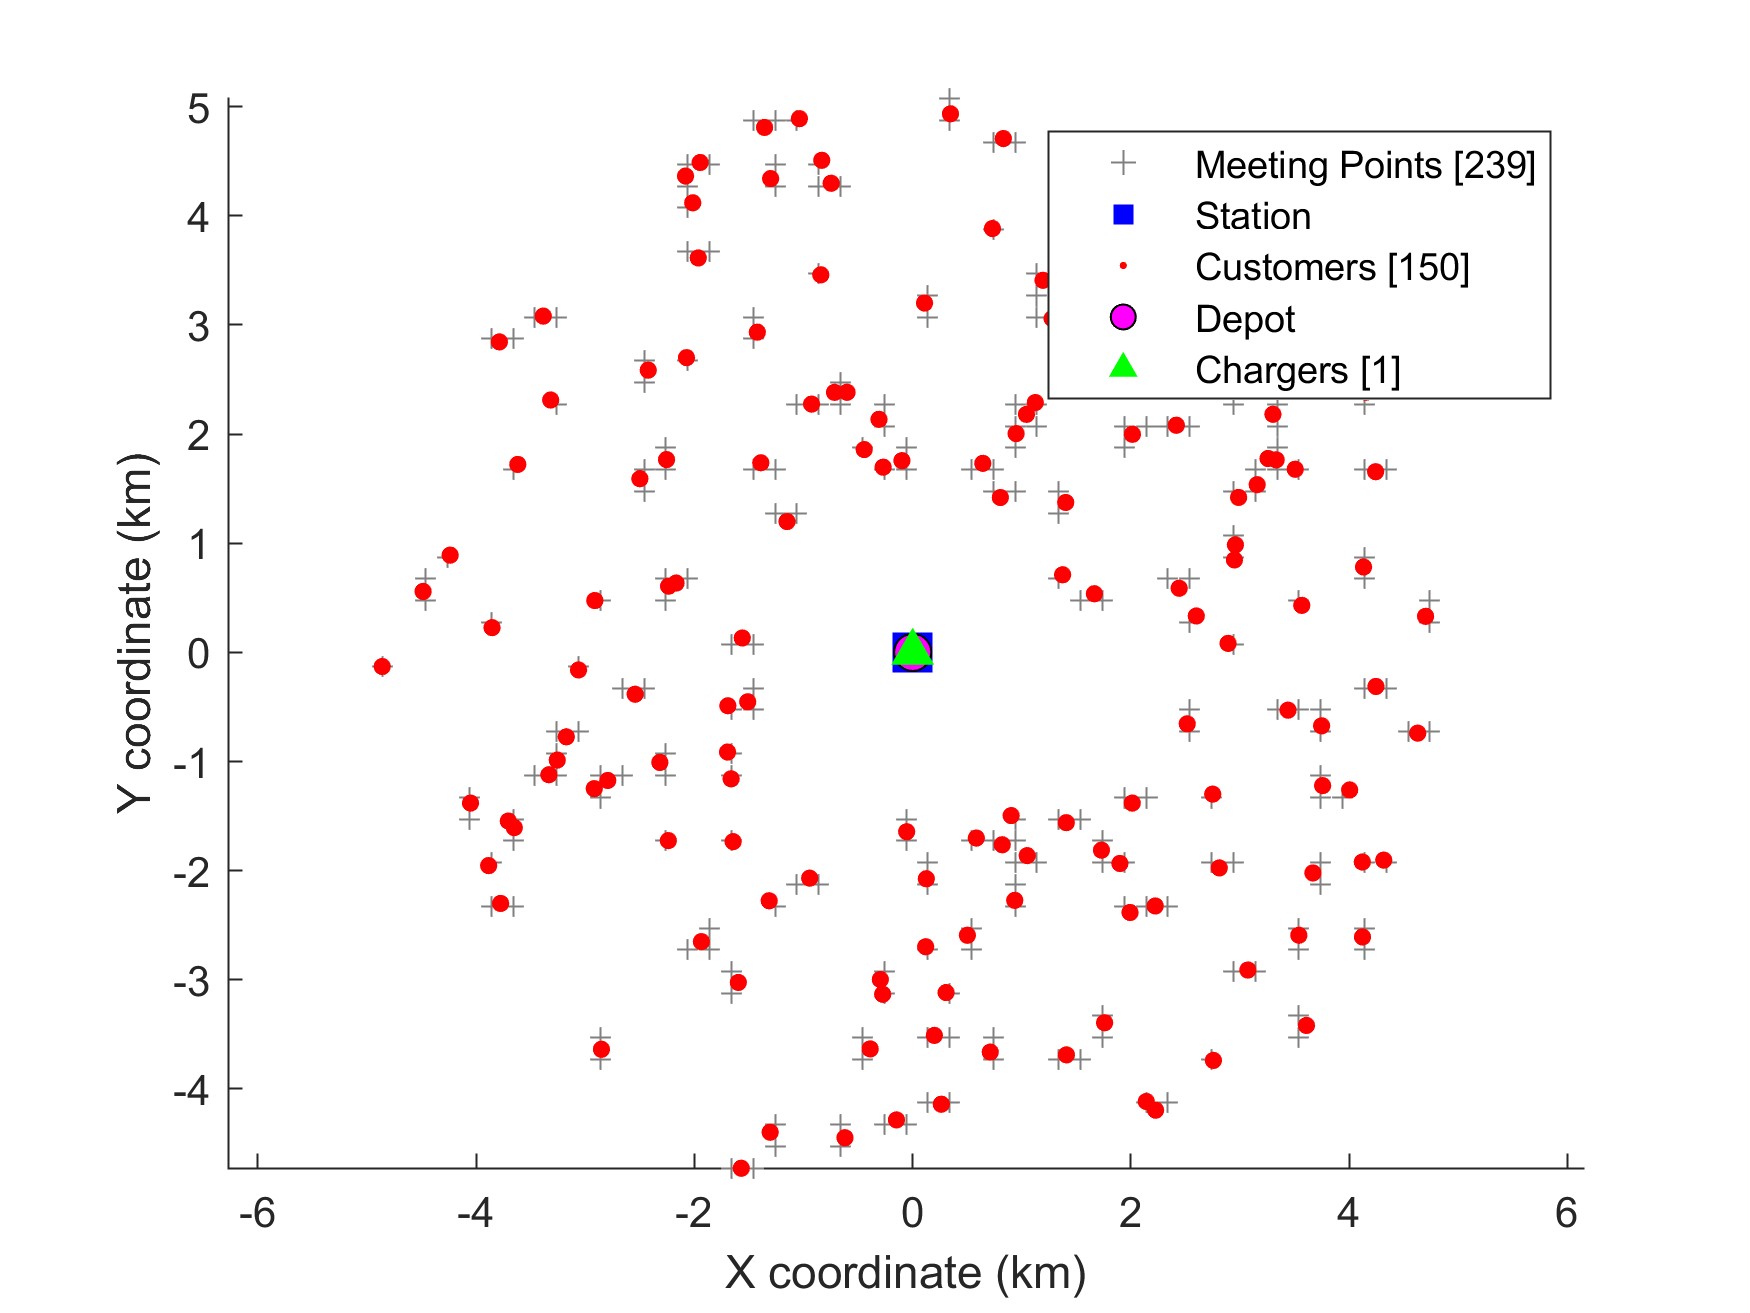 5
4
3
2
1
0
-1
-2
-3
-4
Y coordinate (km)
-6
-4
-2
0
2
4
6
X coordinate (km)
Meeting Points [239]
Station
Customers [150]
Depot
Chargers [1]